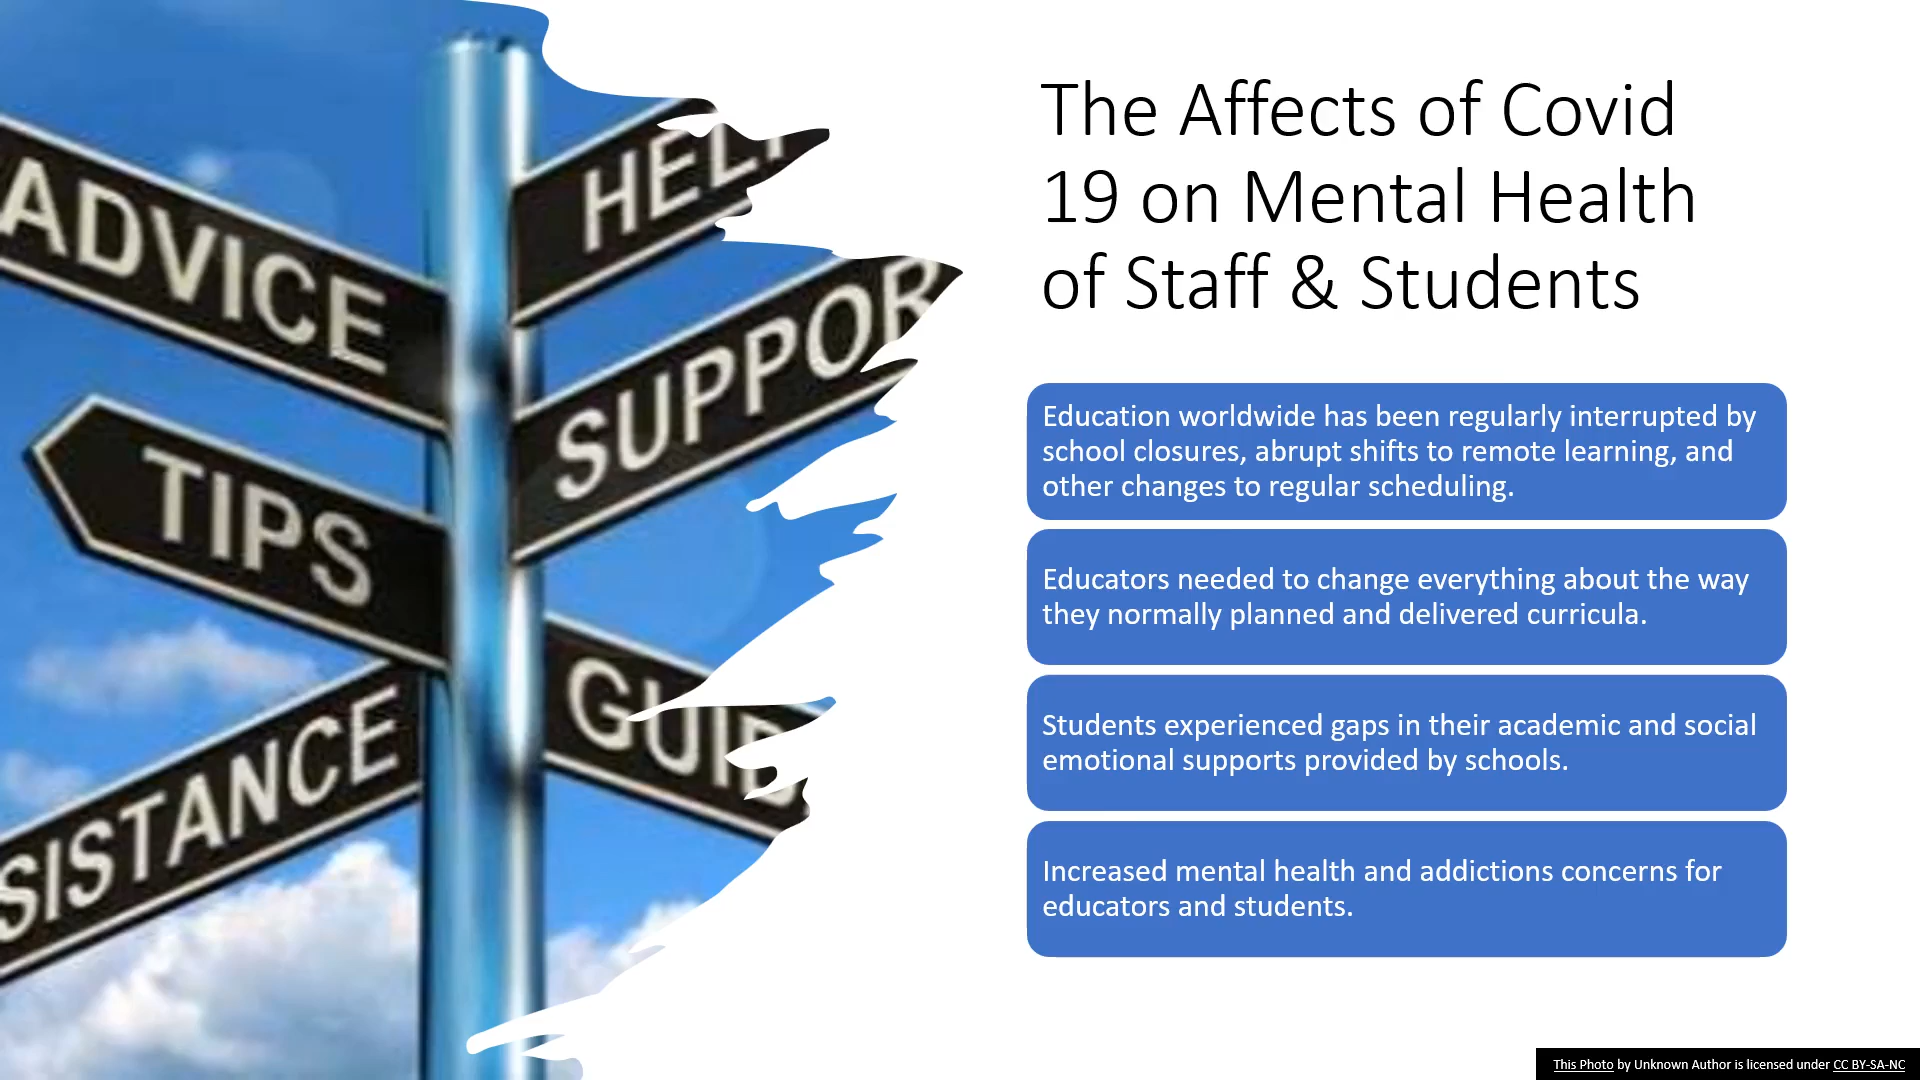 ADVICE
HELP
SUPPOR
TIPS
GUID
SISTANCE
The Affects of Covid
19 on Mental Health
of Staff & Students
Education worldwide has been regularly interrupted by
school closures, abrupt shifts to remote learning, and
other changes to regular scheduling.
Educators needed to change everything about the way
they normally planned and delivered curricula.
Students experienced gaps in their academic and social
emotional supports provided by schools.
Increased mental health and addictions concerns for
educators and students.
This Photo by Unknown Author is licensed under CC BY-SA-NC